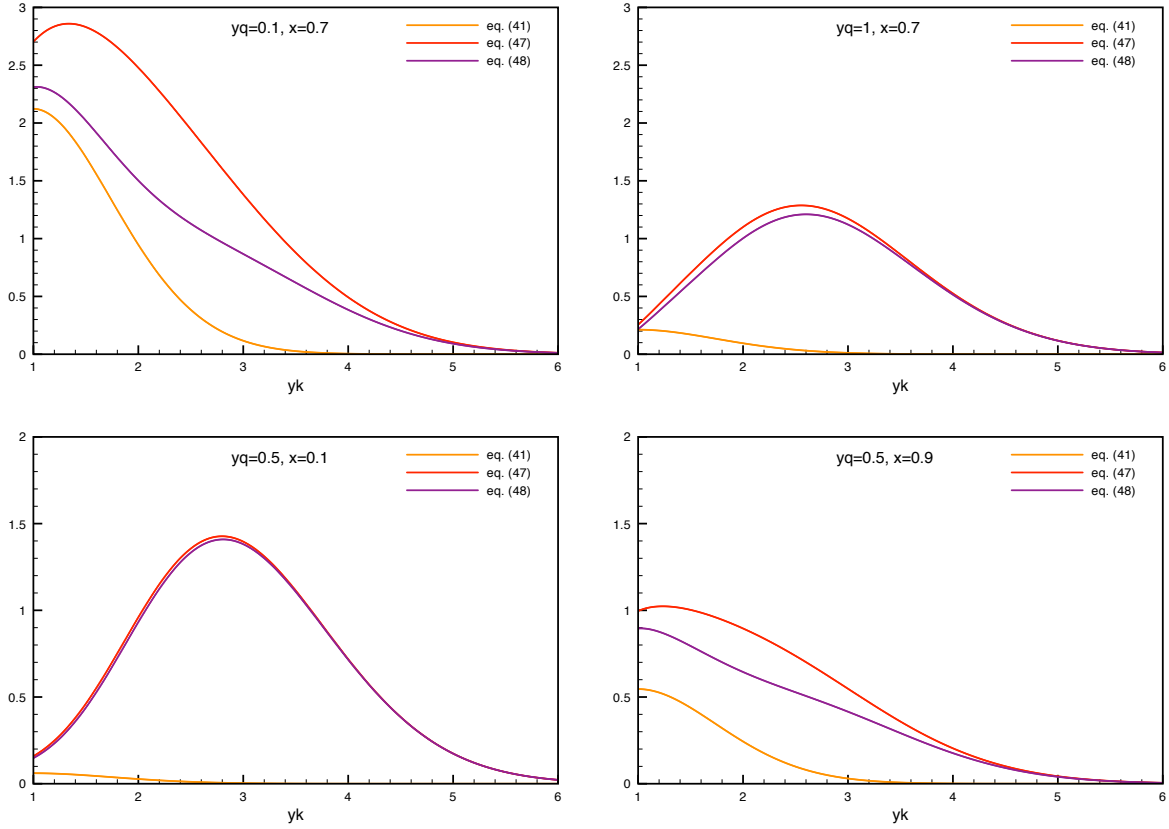 yq=0.1, x=0.7
eq. (41)
eq. (47)
eq. (48)
3
2.5
2
1.5
1
0.5
0
1 2 3 4 5 6
yk
yq=1, x=0.7
eq. (41)
eq. (47)
eq. (48)
3
2.5
2
1.5
1
0.5
0
1 2 3 4 5 6
yk
yq=0.5, x=0.1
eq. (41)
eq. (47)
eq. (48)
2
1.5
1
0.5
0
1 2 3 4 5 6
yk
yq=0.5, x=0.9
eq. (41)
eq. (47)
eq. (48)
2
1.5
1
0.5
0
1 2 3 4 5 6
yk